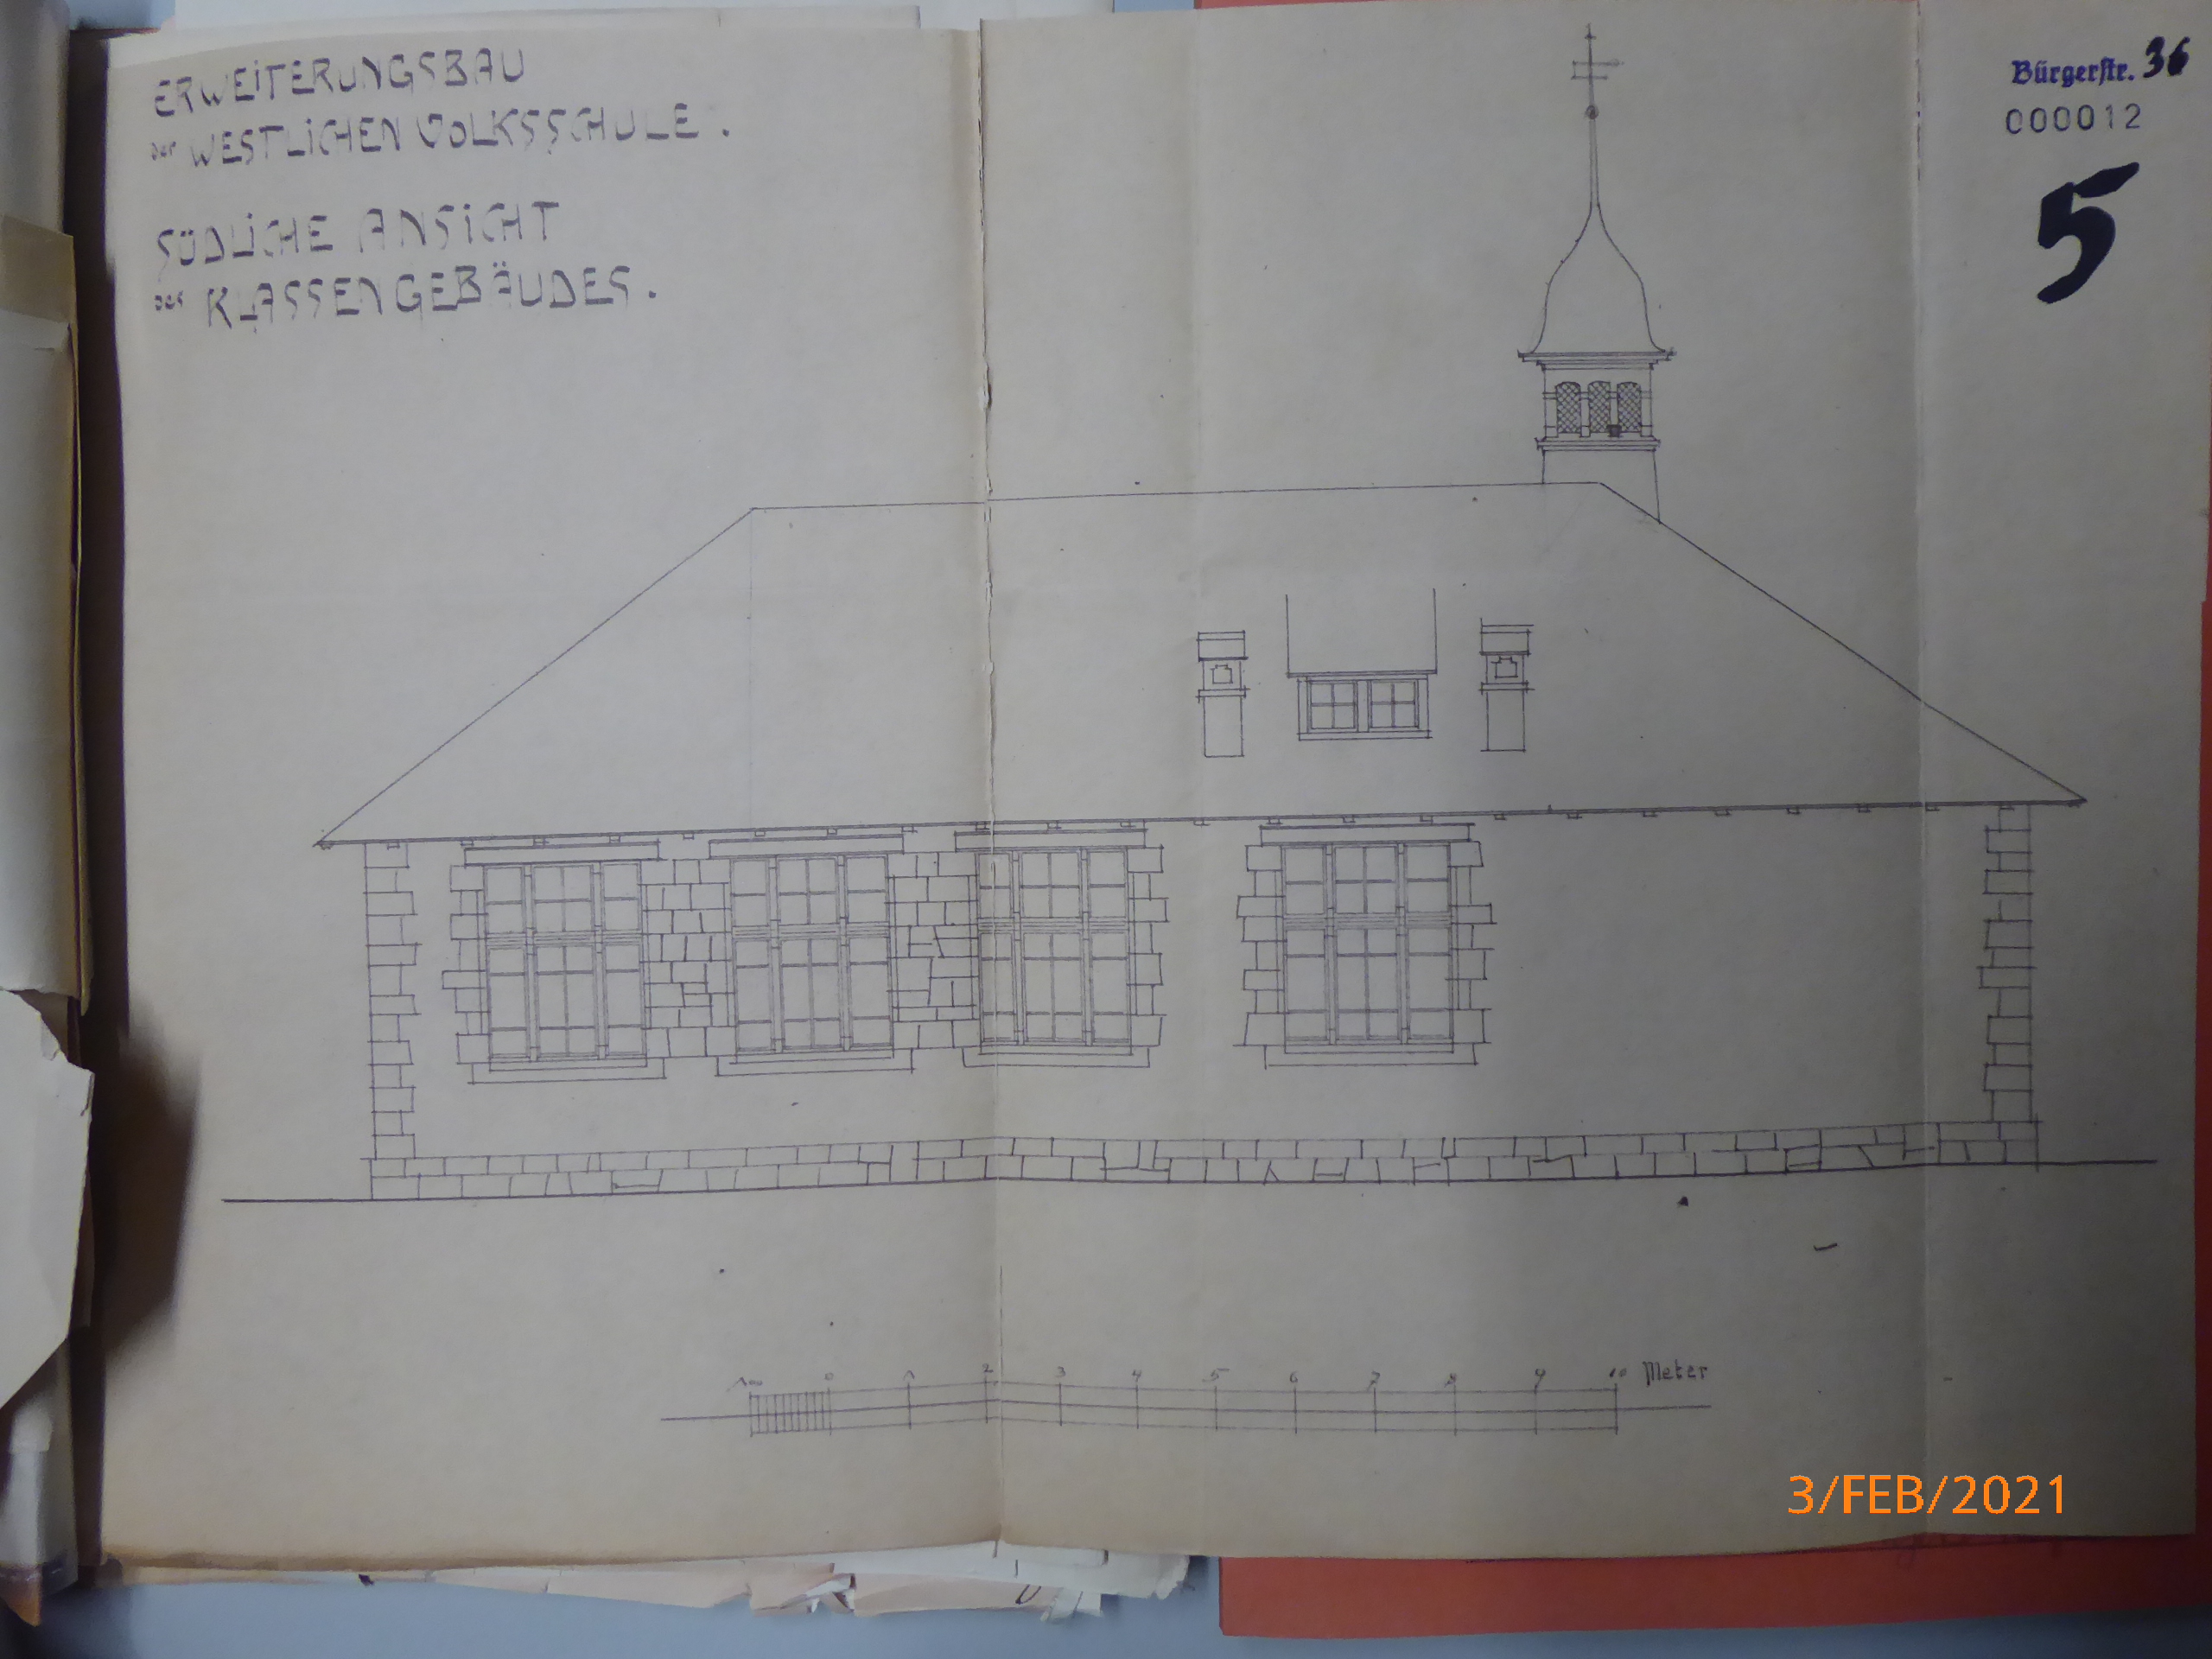 ERWEITERUNGSBAU
der WESTLICHEN VOLKSSCHULE.
SÜDLICHE ANSICHT
des KLASSENGEBÄUDES.
Bürgerstr. 36
000012
5
100 0 1 2 3 4 5 6 7 8 9 10 Meter
3/FEB/2021